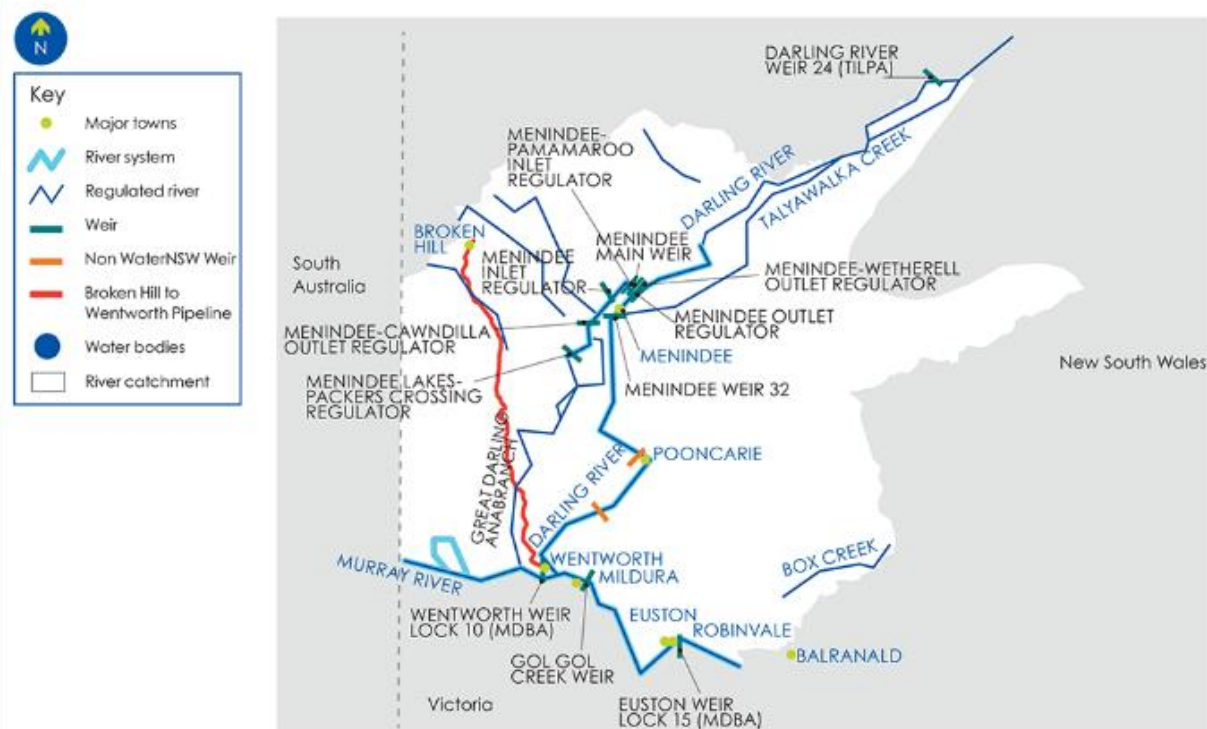 N
Key
Major towns
River system
Regulated river
Weir
Non WaterNSW Weir
Broken Hill to
Wentworth Pipeline
Water bodies
River catchment
DARLING RIVER
WEIR 24 (TILPA)
MENINDEE-
PAMAMAROO
INLET
REGULATOR
DARLING RIVER
TALYAWALKA CREEK
BROKEN
HILL
MENINDEE
INLET
REGULATOR
MENINDEE
MAIN WEIR
MENINDEE-WETHERELL
OUTLET REGULATOR
South
Australia
MENINDEE-CAWNDILLA
OUTLET REGULATOR
MENINDEE OUTLET
REGULATOR
MENINDEE
New South Wales
MENINDEE LAKES-
PACKERS CROSSING
REGULATOR
MENINDEE WEIR 32
GREAT DARLING
ANABRANCH
DARLING RIVER
POONCARIE
MURRAY RIVER
WENTWORTH
MILDURA
BOX CREEK
WENTWORTH WEIR
LOCK 10 (MDBA)
EUSTON
ROBINVALE
BALRANALD
GOL GOL
CREEK WEIR
EUSTON WEIR
LOCK 15 (MDBA)
Victoria